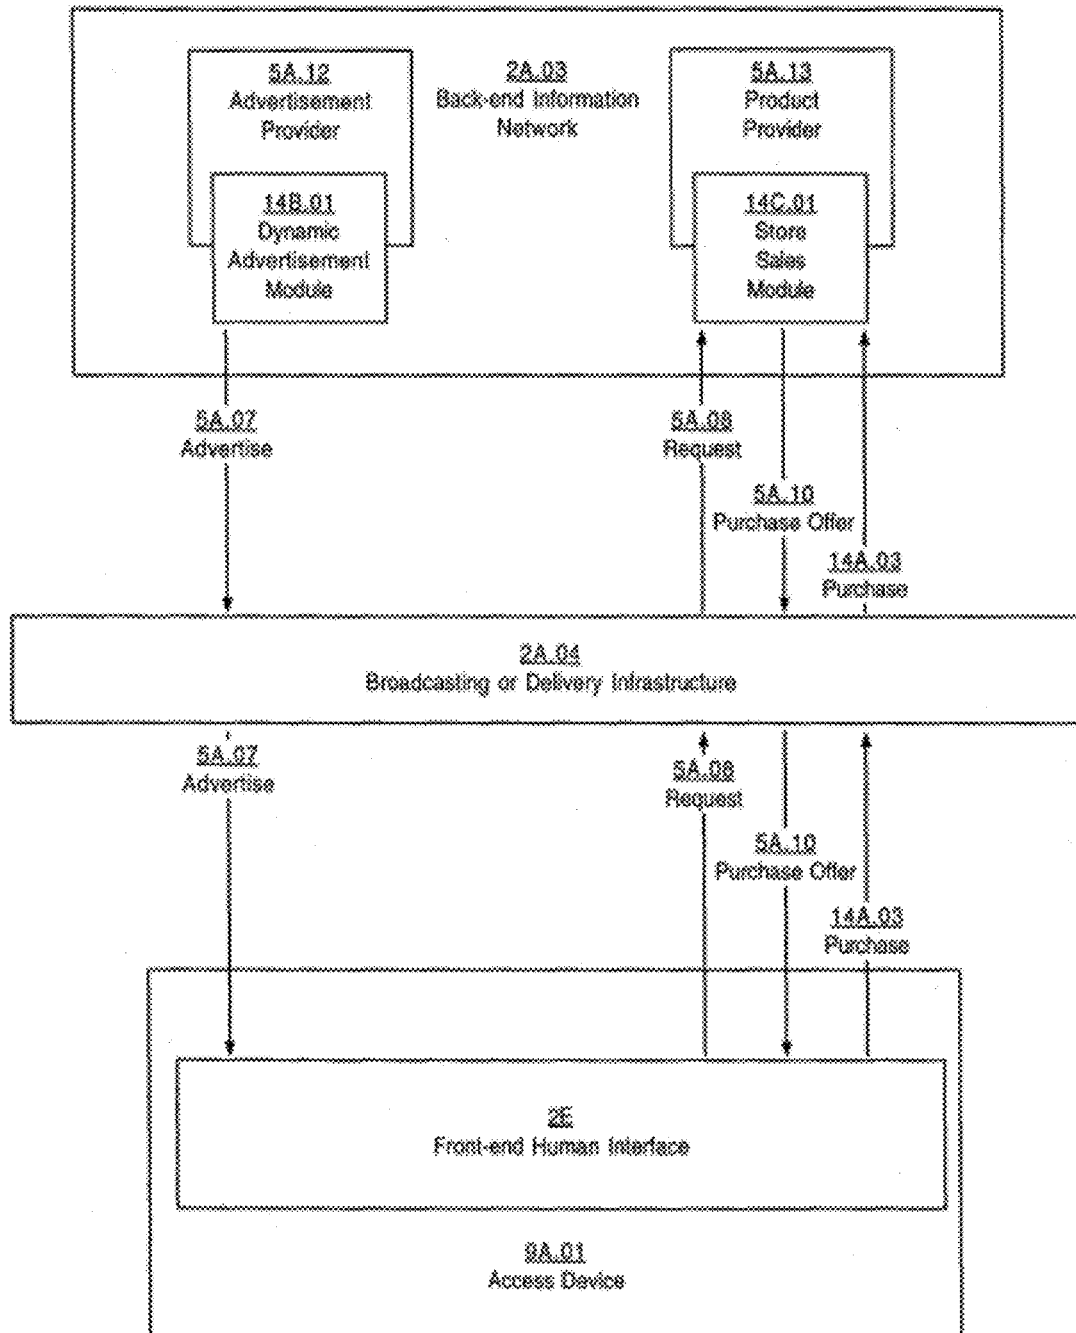 5A.12
Advertisement
Provider
2A.03
Back-end Information
Network
5A.13
Product
Provider
14B.01
Dynamic
Advertisement
Module
14C.01
Store
Sales
Module
5A.07
Advertise
5A.08
Request
5A.10
Purchase Offer
14A.03
Purchase
2A.04
Broadcasting or Delivery Infrastructure
5A.07
Advertise
5A.08
Request
5A.10
Purchase Offer
14A.03
Purchase
2E
Front-end Human Interface
9A.01
Access Device